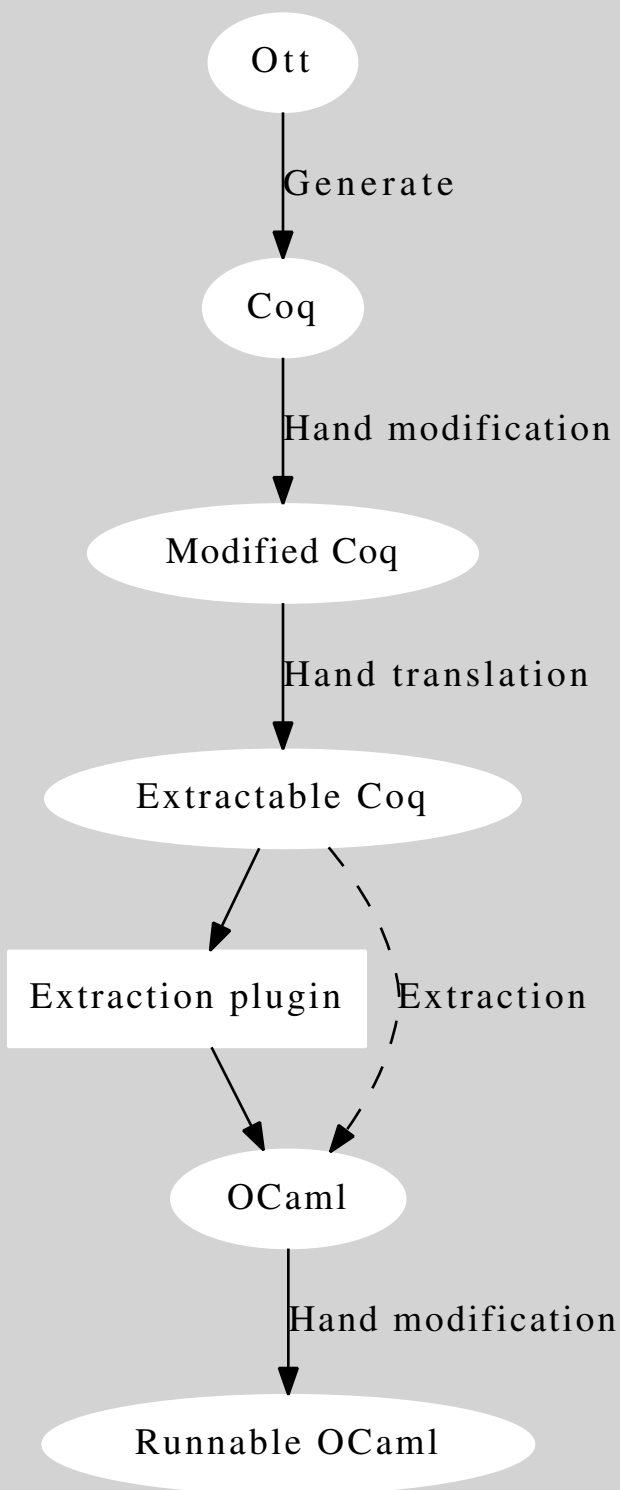 Ott
Generate
Coq
Hand modification
Modified Coq
Hand translation
Extractable Coq
Extraction plugin
Extraction
OCaml
Hand modification
Runnable OCaml